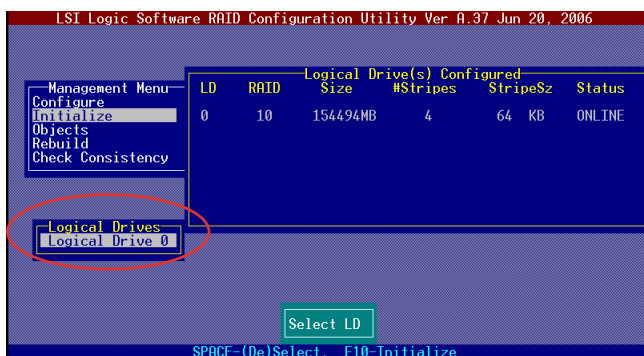 LSI Logic Software RAID Configuration Utility Ver A.37 Jun 20, 2006
Management Menu
Configure
Initialize
Objects
Rebuild
Check Consistency
Logical Drive(s) Configured
LD RAID Size #Stripes StripeSz Status
0 10 154494MB 4 64 KB ONLINE
Logical Drives
Logical Drive 0
Select LD
SPACE-(De)Select, F10-Initialize